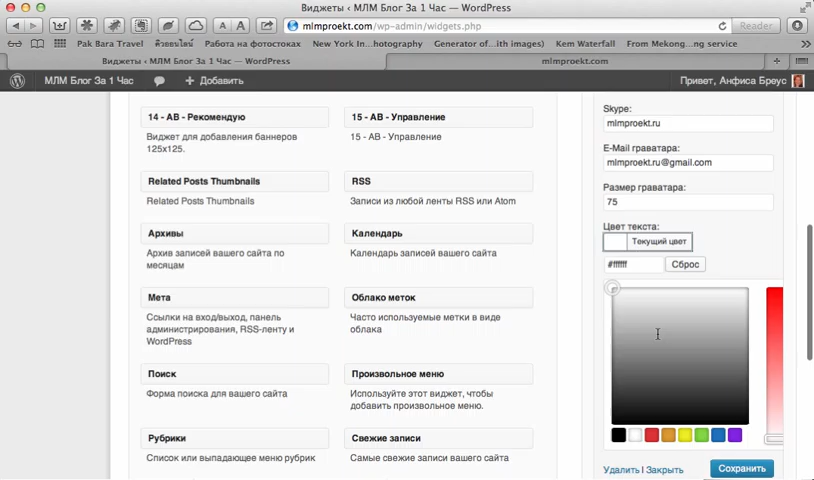 Виджеты ‹ МЛМ Блог За 1 Час — WordPress
mlmproekt.com/wp-admin/widgets.php
Reader
Pak Bara Travel
Работа на фотостоках
New York In...hotography
Generator of...ith images)
Kem Waterfall
From Mekong...ng service
Виджеты ‹ МЛМ Блог За 1 Час — WordPress
mlmproekt.com
МЛМ Блог За 1 Час
Добавить
Привет, Анфиса Бреус
14 - АВ - Рекомендую
Виджет для добавления баннеров
125x125.
15 - АВ - Управление
15 - АВ - Управление
Related Posts Thumbnails
Related Posts Thumbnails
RSS
Записи из любой ленты RSS или Atom
Архивы
Архив записей вашего сайта по
месяцам
Календарь
Календарь записей вашего сайта
Мета
Ссылки на вход/выход, панель
администрирования, RSS-ленту и
WordPress
Облако меток
Часто используемые метки в виде
облака
Поиск
Форма поиска для вашего сайта
Произвольное меню
Используйте этот виджет, чтобы
добавить произвольное меню.
Рубрики
Список или выпадающее меню рубрик
Свежие записи
Самые свежие записи вашего сайта
Skype:
mlmproekt.ru
E-Mail граватара:
mlmproekt.ru@gmail.com
Размер граватара:
75
Цвет текста:
Текущий цвет
#ffffff
Сброс
Удалить | Закрыть
Сохранить